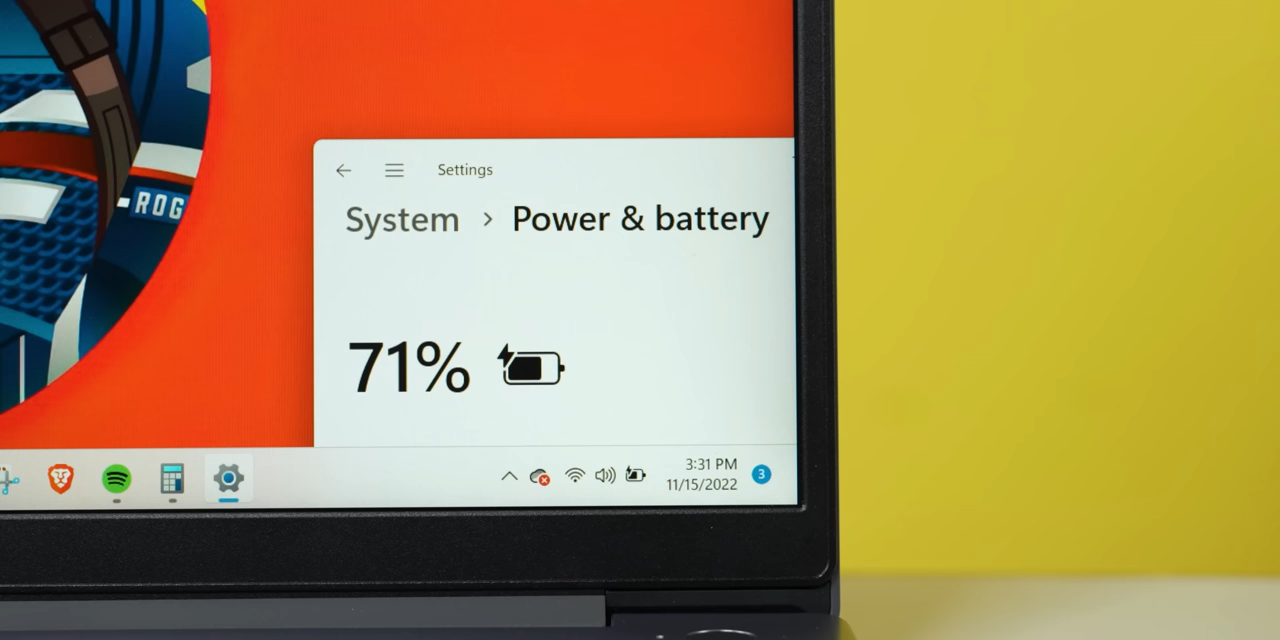 ROG
Settings
System > Power & battery
71%
3:31 PM
11/15/2022
3